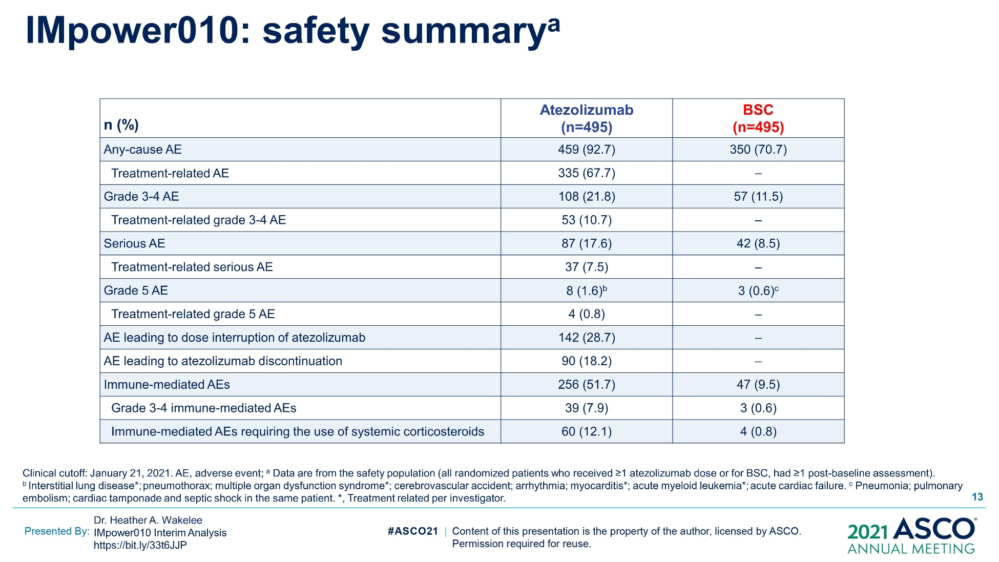 IMpower010: safety summaryᵃ
n (%)
Atezolizumab
(n=495)
BSC
(n=495)
Any-cause AE 459 (92.7) 350 (70.7)
Treatment-related AE 335 (67.7) –
Grade 3-4 AE 108 (21.8) 57 (11.5)
Treatment-related grade 3-4 AE 53 (10.7) –
Serious AE 87 (17.6) 42 (8.5)
Treatment-related serious AE 37 (7.5) –
Grade 5 AE 8 (1.6)ᵇ 3 (0.6)ᶜ
Treatment-related grade 5 AE 4 (0.8) –
AE leading to dose interruption of atezolizumab 142 (28.7) –
AE leading to atezolizumab discontinuation 90 (18.2) –
Immune-mediated AEs 256 (51.7) 47 (9.5)
Grade 3-4 immune-mediated AEs 39 (7.9) 3 (0.6)
Immune-mediated AEs requiring the use of systemic corticosteroids 60 (12.1) 4 (0.8)
Clinical cutoff: January 21, 2021. AE, adverse event; ᵃ Data are from the safety population (all randomized patients who received ≥1 atezolizumab dose or for BSC, had ≥1 post-baseline assessment).
ᵇ Interstitial lung disease*; pneumothorax; multiple organ dysfunction syndrome*; cerebrovascular accident; arrhythmia; myocarditis*; acute myeloid leukemia*; acute cardiac failure. ᶜ Pneumonia; pulmonary
embolism; cardiac tamponade and septic shock in the same patient. *, Treatment related per investigator.
13
Presented By:
Dr. Heather A. Wakelee
IMpower010 Interim Analysis
https://bit.ly/33t6JJP
#ASCO21 | Content of this presentation is the property of the author, licensed by ASCO.
Permission required for reuse.
2021 ASCO®
ANNUAL MEETING